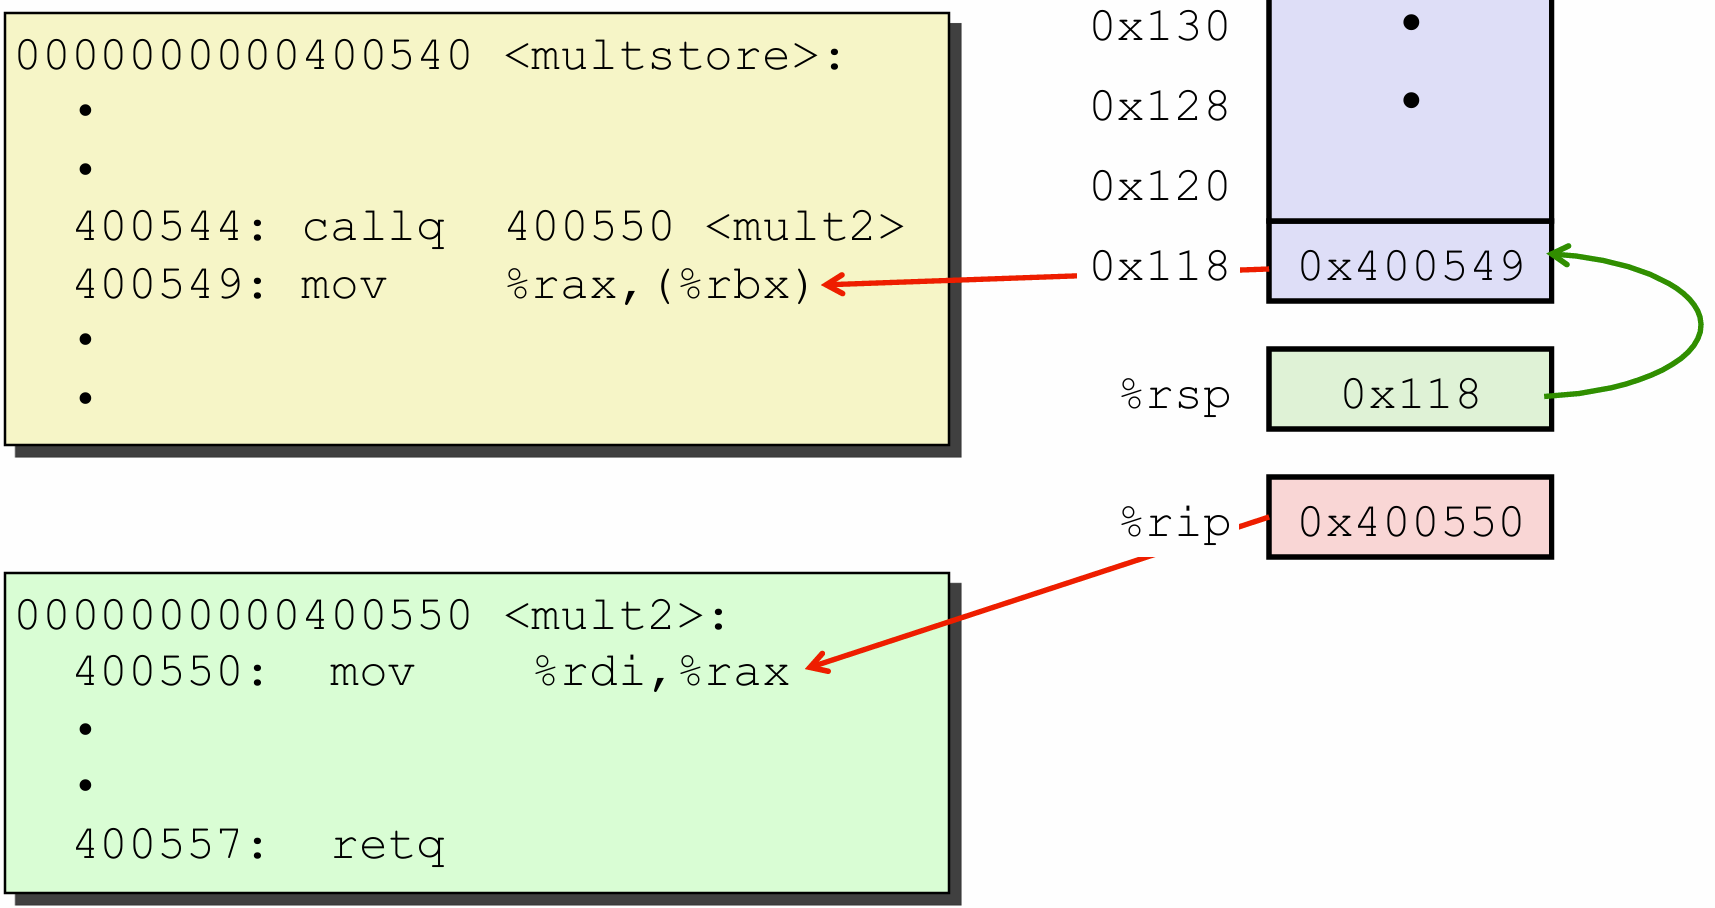 0000000000400540 <multstore>:
•
•
400544: callq 400550 <mult2>
400549: mov %rax,(%rbx)
•
•
0000000000400550 <mult2>:
400550: mov %rdi,%rax
•
•
400557: retq
0x130 •
0x128 •
0x120
0x118 0x400549
%rsp 0x118
%rip 0x400550